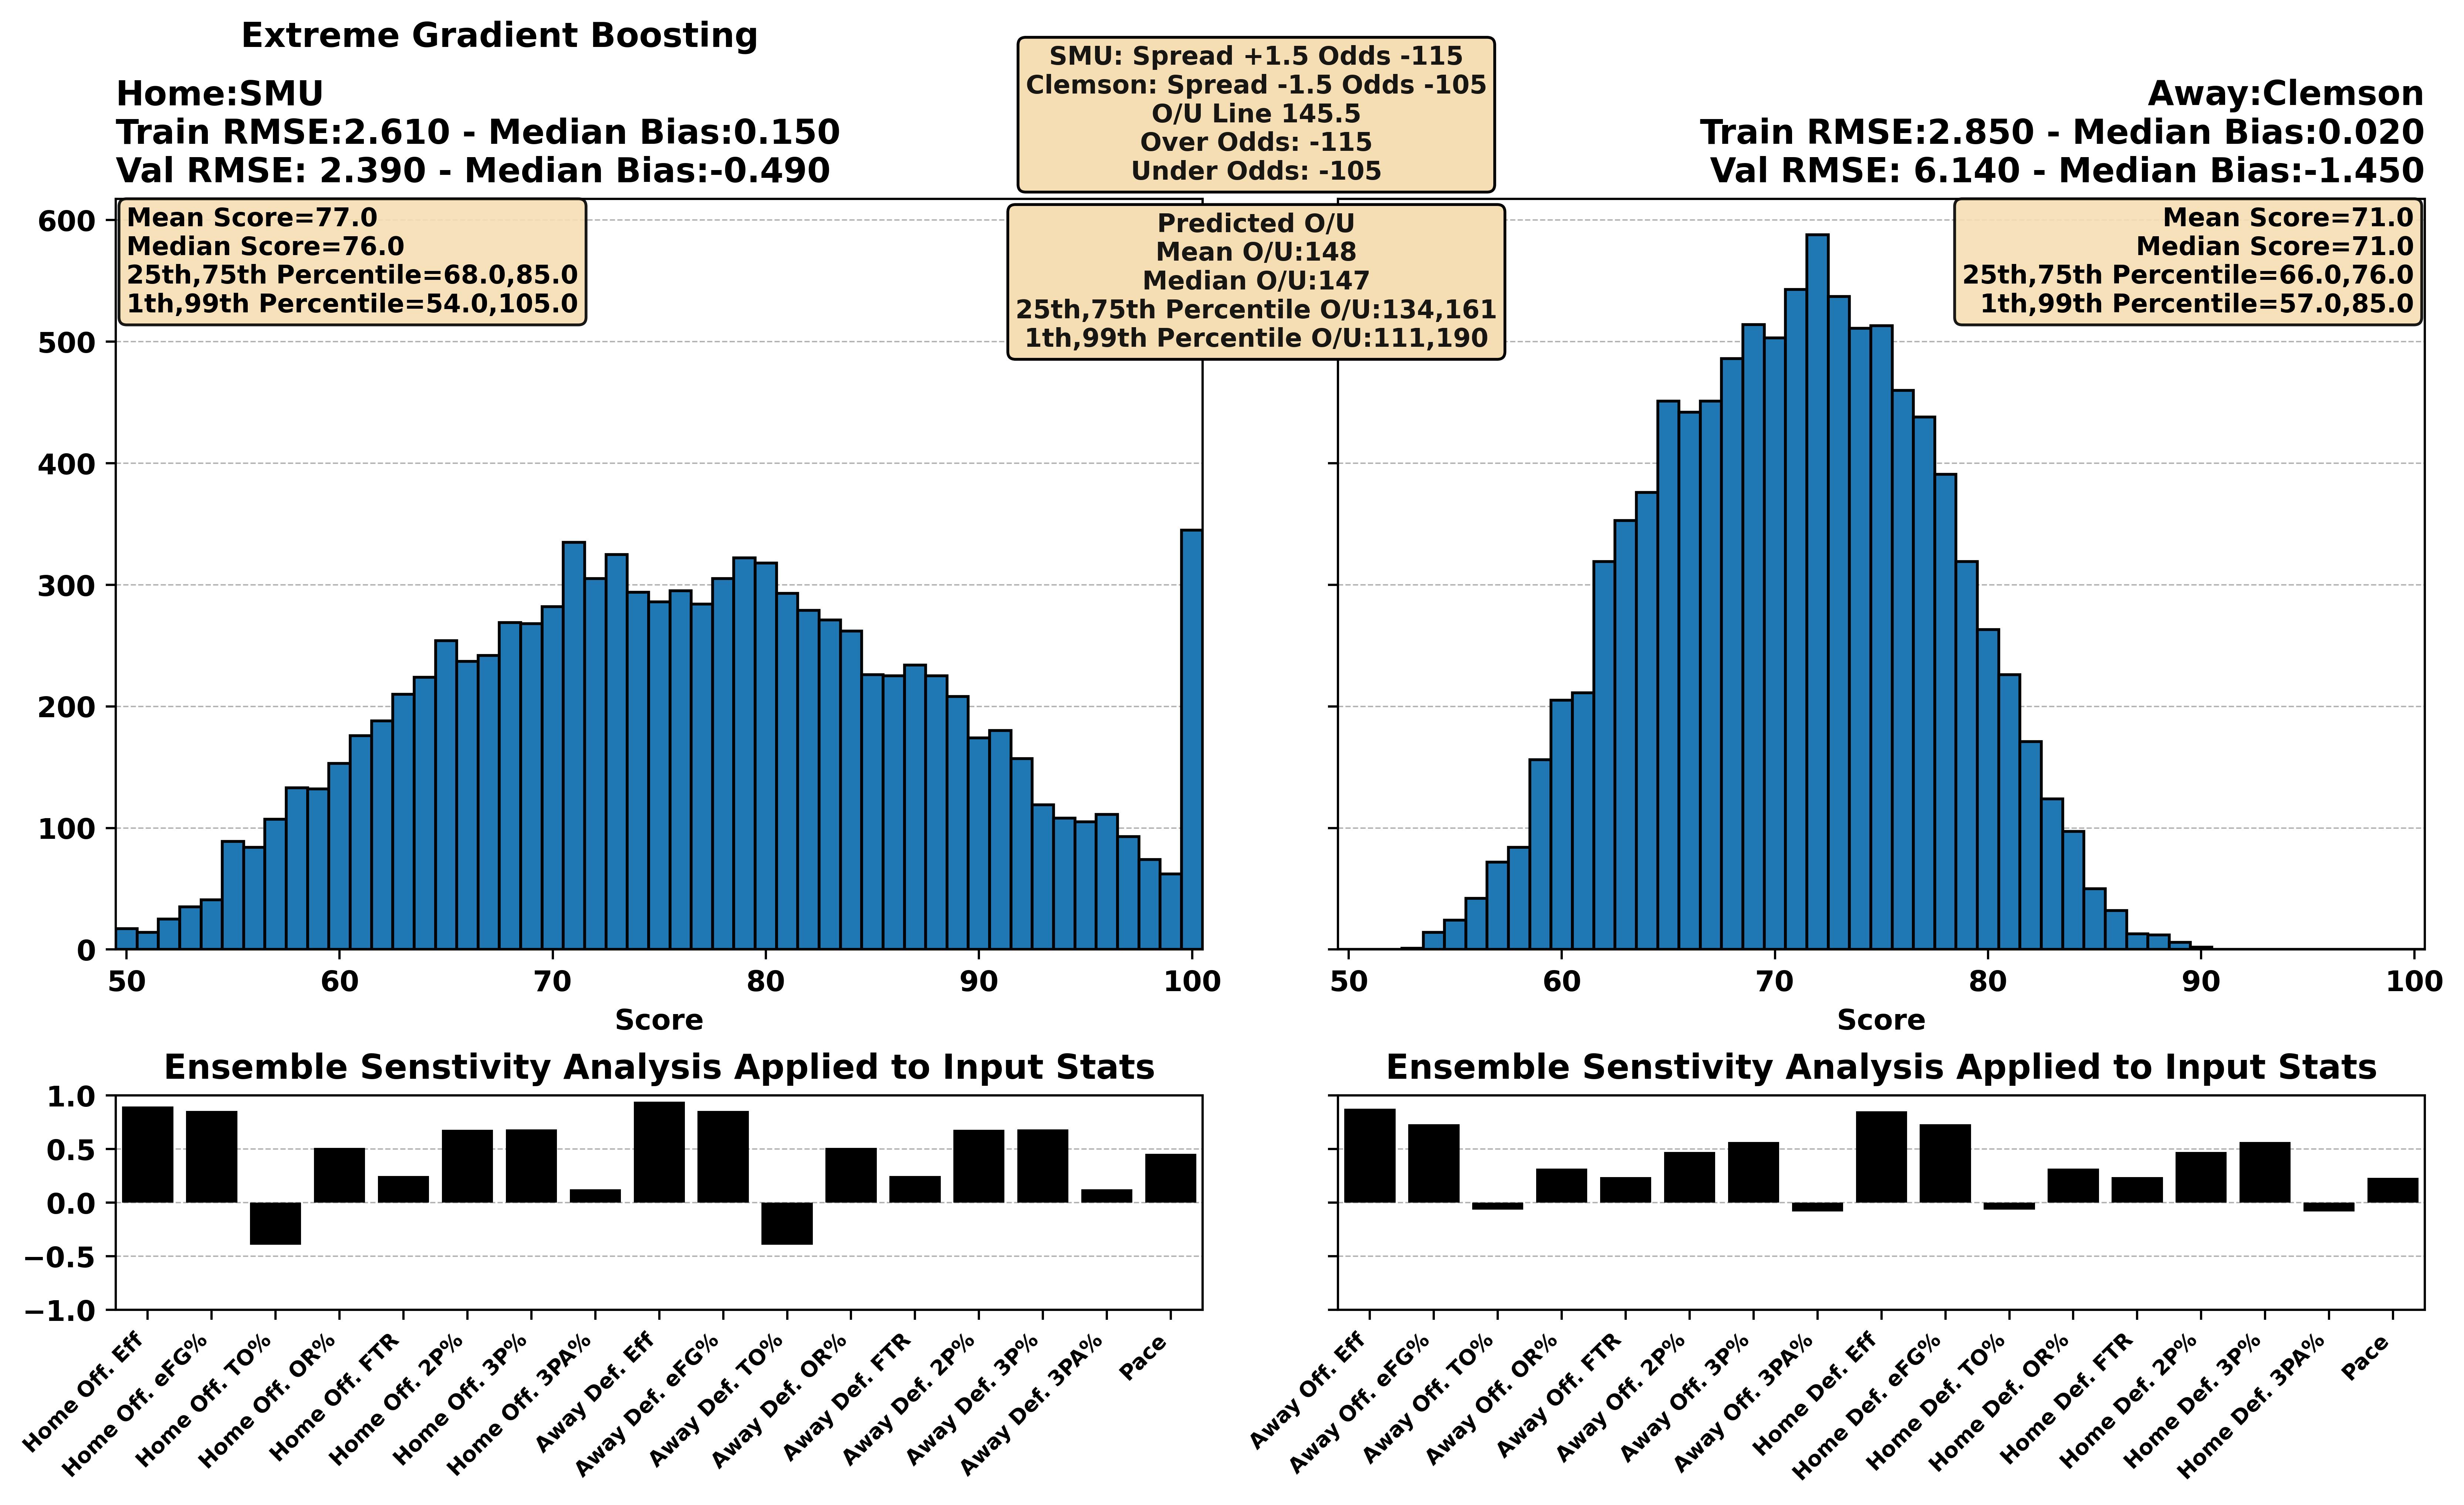 Extreme Gradient Boosting
Home:SMU
Train RMSE:2.610 - Median Bias:0.150
Val RMSE: 2.390 - Median Bias:-0.490
SMU: Spread +1.5 Odds -115
Clemson: Spread -1.5 Odds -105
O/U Line 145.5
Over Odds: -115
Under Odds: -105
Away:Clemson
Train RMSE:2.850 - Median Bias:0.020
Val RMSE: 6.140 - Median Bias:-1.450
Mean Score=77.0
Median Score=76.0
25th,75th Percentile=68.0,85.0
1th,99th Percentile=54.0,105.0
Predicted O/U
Mean O/U:148
Median O/U:147
25th,75th Percentile O/U:134,161
1th,99th Percentile O/U:111,190
Mean Score=71.0
Median Score=71.0
25th,75th Percentile=66.0,76.0
1th,99th Percentile=57.0,85.0
600
500
400
300
200
100
0
50 60 70 80 90 100
Score
50 60 70 80 90 100
Score
Ensemble Senstivity Analysis Applied to Input Stats
1.0
0.5
0.0
−0.5
−1.0
Home Off. Eff
Home Off. eFG%
Home Off. TO%
Home Off. OR%
Home Off. FTR
Home Off. 2P%
Home Off. 3P%
Home Off. 3PA%
Away Def. Eff
Away Def. eFG%
Away Def. TO%
Away Def. OR%
Away Def. FTR
Away Def. 2P%
Away Def. 3P%
Away Def. 3PA%
Pace
Ensemble Senstivity Analysis Applied to Input Stats
Away Off. Eff
Away Off. eFG%
Away Off. TO%
Away Off. OR%
Away Off. FTR
Away Off. 2P%
Away Off. 3P%
Away Off. 3PA%
Home Def. Eff
Home Def. eFG%
Home Def. TO%
Home Def. OR%
Home Def. FTR
Home Def. 2P%
Home Def. 3P%
Home Def. 3PA%
Pace